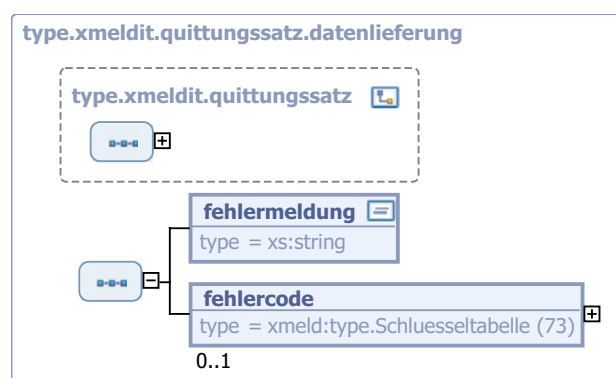 type.xmeldit.quittungssatz.datenlieferung
type.xmeldit.quittungssatz
fehlermeldung
type = xs:string
fehlercode
type = xmeld:type.Schluesseltabelle (73)
0..1